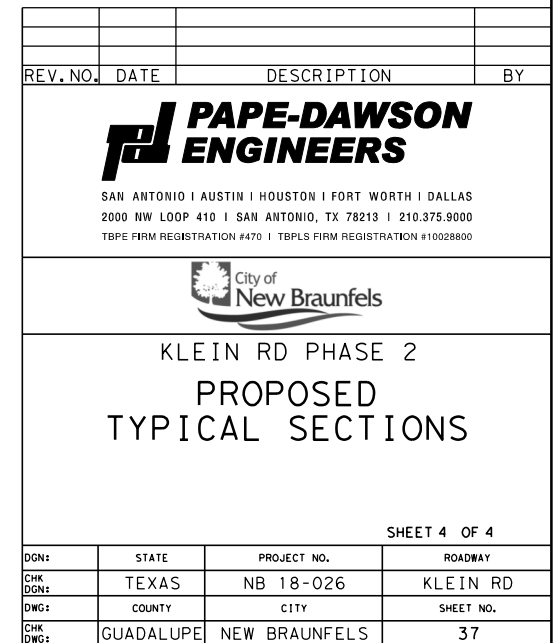 REV. NO. DATE DESCRIPTION BY
pd PAPE-DAWSON
ENGINEERS
SAN ANTONIO I AUSTIN I HOUSTON I FORT WORTH I DALLAS
2000 NW LOOP 410 I SAN ANTONIO, TX 78213 I 210.375.9000
TBPE FIRM REGISTRATION #470 I TBPLS FIRM REGISTRATION #10028800
City of
New Braunfels
KLEIN RD PHASE 2
PROPOSED
TYPICAL SECTIONS
SHEET 4 OF 4
DGN: STATE PROJECT NO. ROADWAY
CHK DGN: TEXAS NB 18-026 KLEIN RD
DWG: COUNTY CITY SHEET NO.
CHK DWG: GUADALUPE NEW BRAUNFELS 37